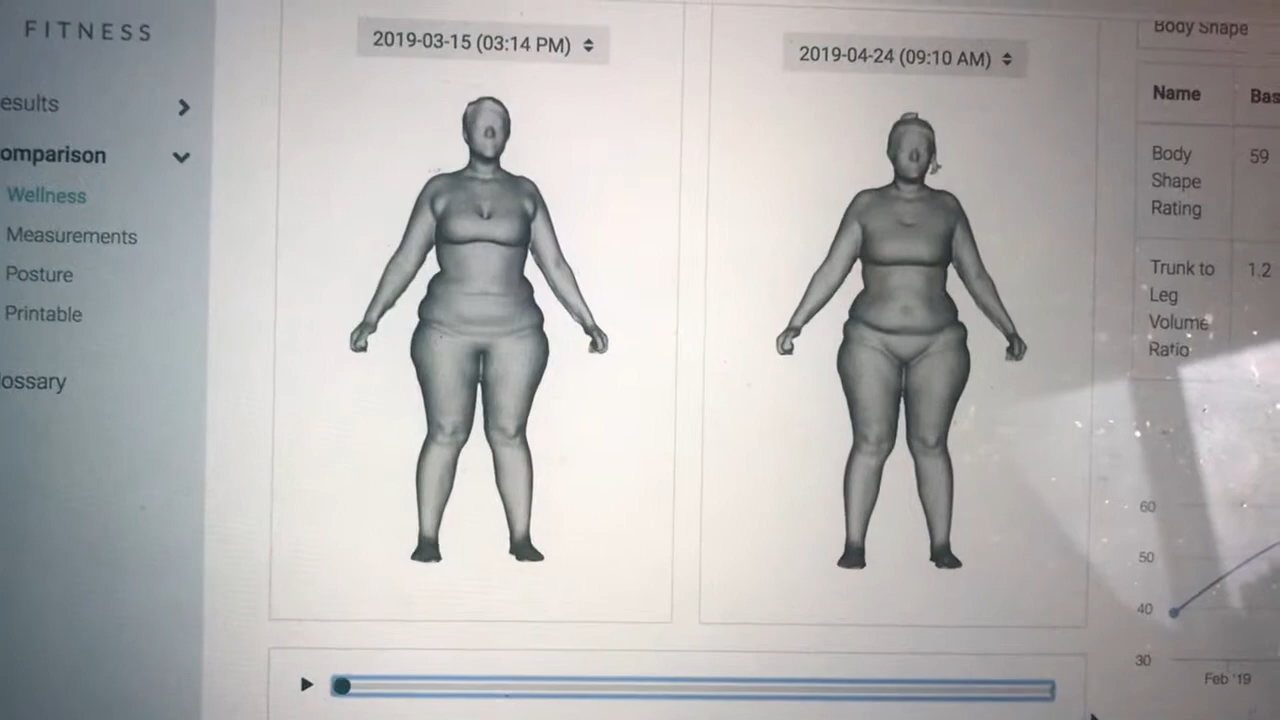 FITNESS
esults
omparison
Wellness
Measurements
Posture
Printable
lossary
2019-03-15 (03:14 PM)
2019-04-24 (09:10 AM)
Body Shape
Name Bas
Body
Shape
Rating
59
Trunk to
Leg
Volume
Ratio
1.2
60
50
40
30
Feb '19